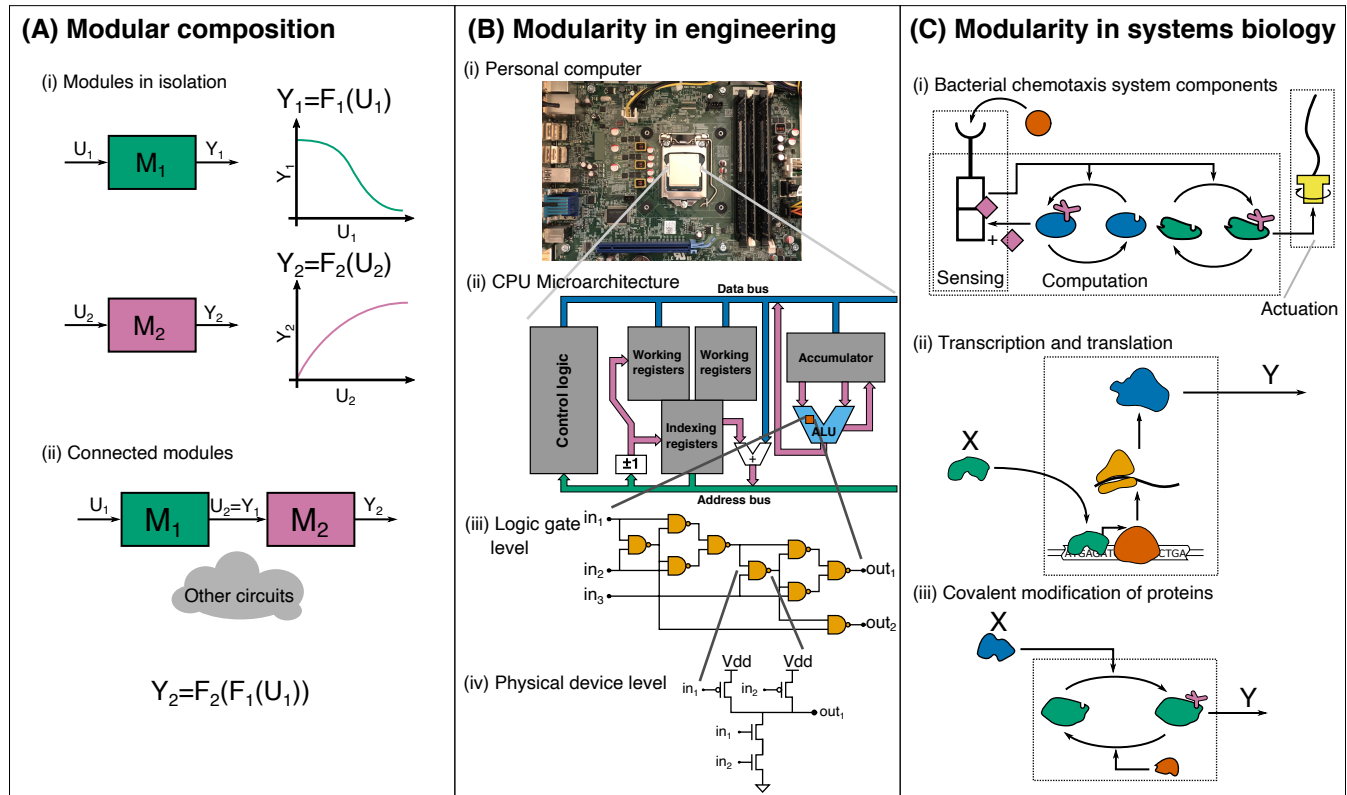 (A) Modular composition
(i) Modules in isolation
Y₁=F₁(U₁)
U₁
M₁
Y₁
Y₁
U₁
Y₂=F₂(U₂)
U₂
M₂
Y₂
Y₂
U₂
(ii) Connected modules
U₁
M₁
U₂=Y₁
M₂
Y₂
Other circuits
Y₂=F₂(F₁(U₁))
(B) Modularity in engineering
(i) Personal computer
(ii) CPU Microarchitecture
Data bus
Control logic
Working
registers
Working
registers
Accumulator
Indexing
registers
ALU
±1
+
Address bus
(iii) Logic gate
level
in₁
in₂
in₃
out₁
out₂
(iv) Physical device level
Vdd
Vdd
in₁
in₂
out₁
in₁
in₂
(C) Modularity in systems biology
(i) Bacterial chemotaxis system components
+
Sensing
Computation
Actuation
(ii) Transcription and translation
Y
X
ATGAGAT
CTGA
(iii) Covalent modification of proteins
X
Y